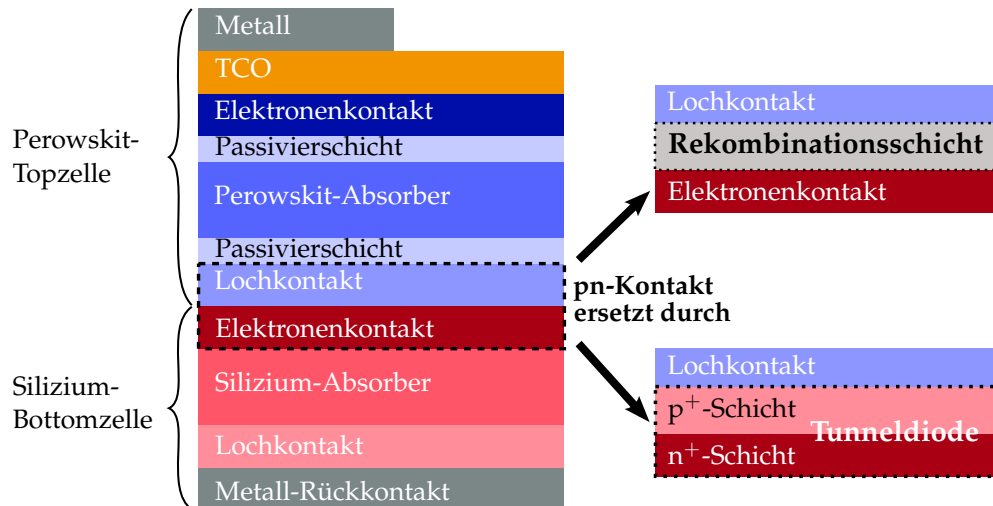 Metall
TCO
Elektronenkontakt
Passivierschicht
Perowskit-Absorber
Passivierschicht
Lochkontakt
Elektronenkontakt
Silizium-Absorber
Lochkontakt
Metall-Rückkontakt
Perowskit-
Topzelle
Silizium-
Bottomzelle
pn-Kontakt
ersetzt durch
Lochkontakt
Rekombinationsschicht
Elektronenkontakt
Lochkontakt
p⁺-Schicht
Tunneldiode
n⁺-Schicht